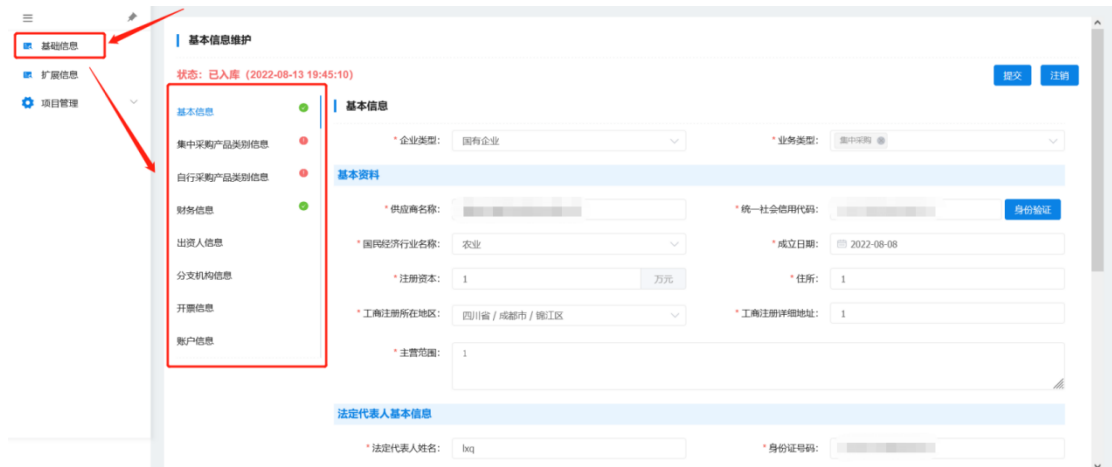 基础信息
扩展信息
项目管理
基本信息维护
状态：已入库（2022-08-13 19:45:10）
提交
注销
基本信息
集中采购产品类别信息
自行采购产品类别信息
财务信息
出资人信息
分支机构信息
开票信息
账户信息
基本信息
*企业类型： 国有企业
*业务类型： 集中采购
基本资料
*供应商名称：
*统一社会信用代码： 身份验证
*国民经济行业名称： 农业
*成立日期： 2022-08-08
*注册资本： 1 万元
*住所： 1
*工商注册所在地区： 四川省 / 成都市 / 锦江区
*工商注册详细地址： 1
*主营范围： 1
法定代表人基本信息
*法定代表人姓名： lxq
*身份证号码：